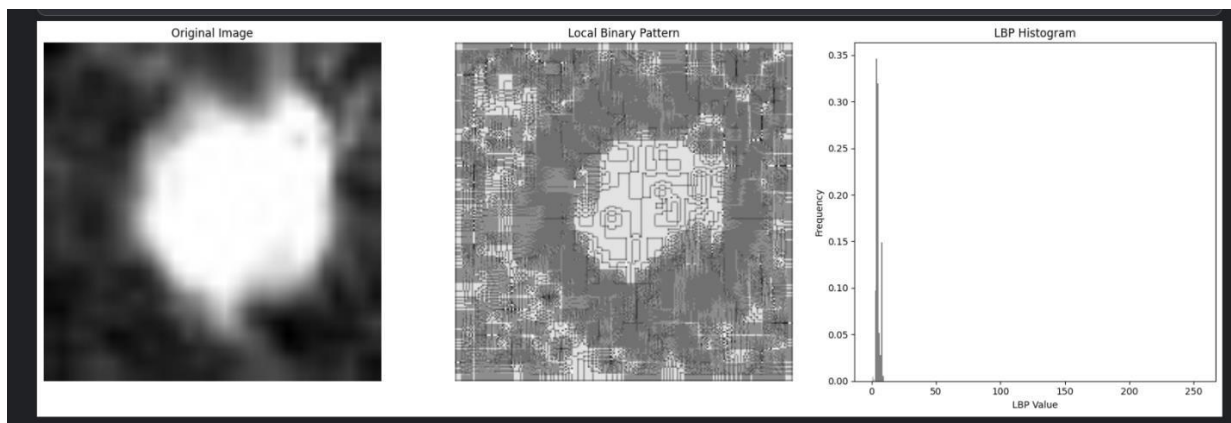 Original Image
Local Binary Pattern
LBP Histogram
0.35
0.30
0.25
0.20
0.15
0.10
0.05
0.00
Frequency
0
50
100
150
200
250
LBP Value